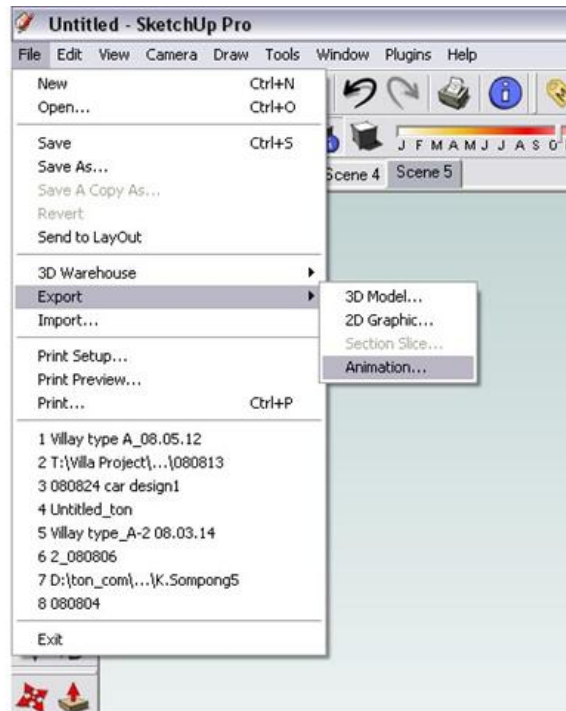 Untitled - SketchUp Pro
File Edit View Camera Draw Tools Window Plugins Help
New Ctrl+N
Open... Ctrl+O
Save Ctrl+S
Save As...
Save A Copy As...
Revert
Send to LayOut
3D Warehouse
Export
Import...
Print Setup...
Print Preview...
Print... Ctrl+P
1 Villay type A_08.05.12
2 T:\Villa Project\...\080813
3 080824 car design1
4 Untitled_ton
5 Villay type_A-2 08.03.14
6 2_080806
7 D:\ton_com\...\K.Sompong5
8 080804
Exit
J F M A M J J A S O
Scene 4 Scene 5
3D Model...
2D Graphic...
Section Slice...
Animation...